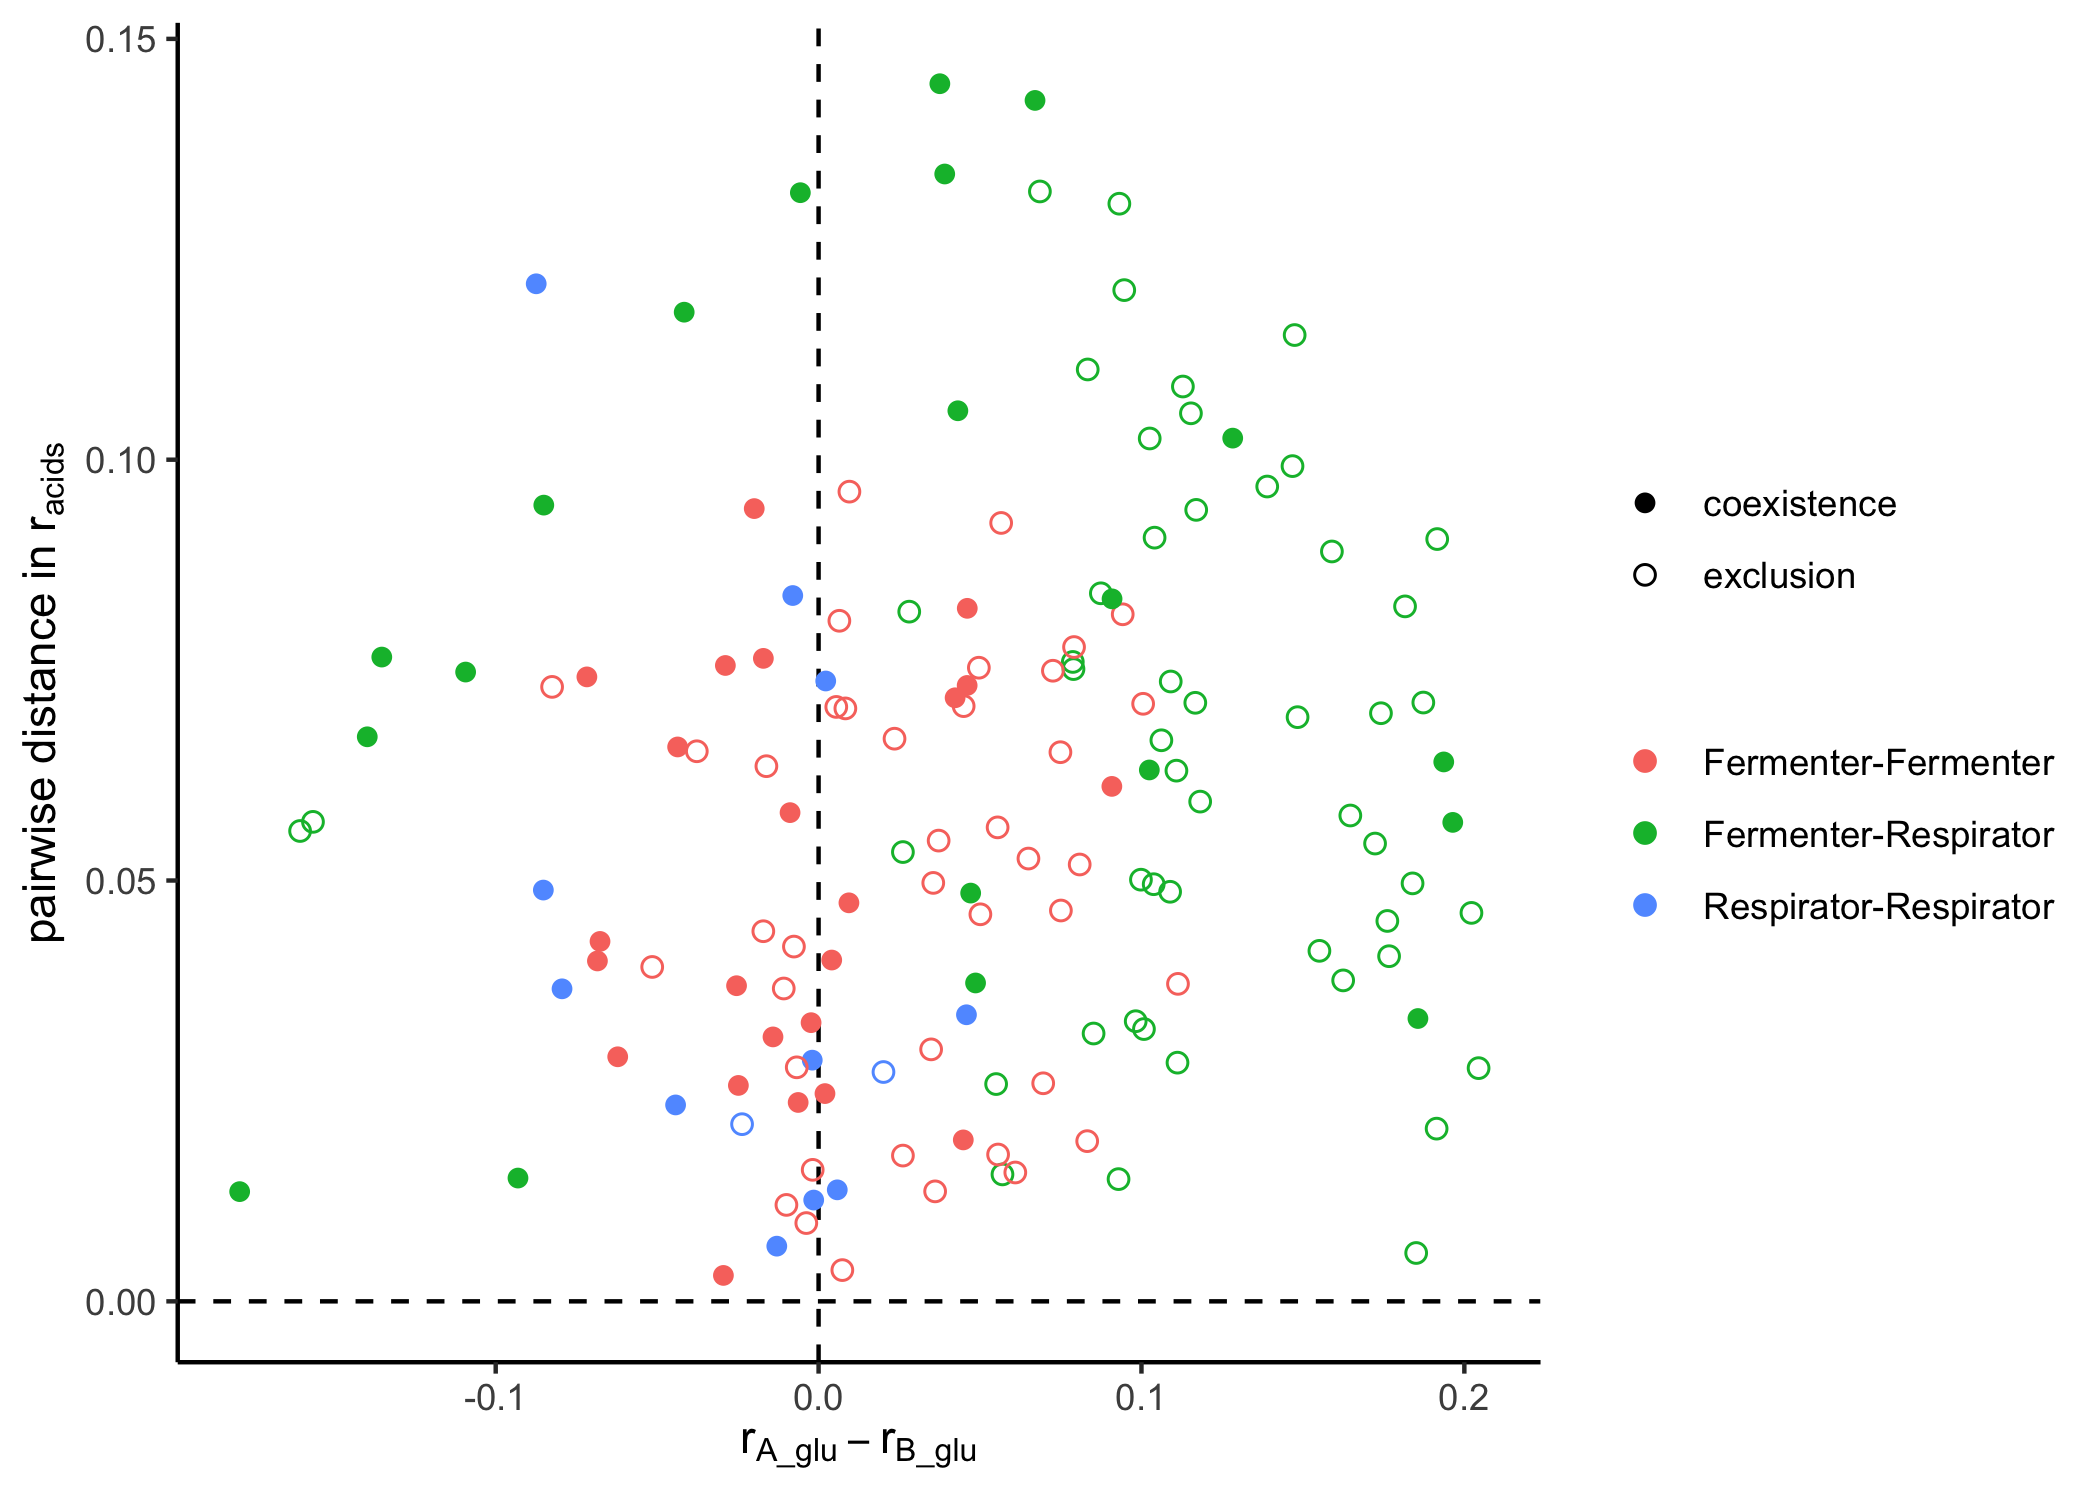 0.15
0.10
0.05
0.00
pairwise distance in r_acids
-0.1
0.0
0.1
0.2
r_A_glu – r_B_glu
coexistence
exclusion
Fermenter-Fermenter
Fermenter-Respirator
Respirator-Respirator